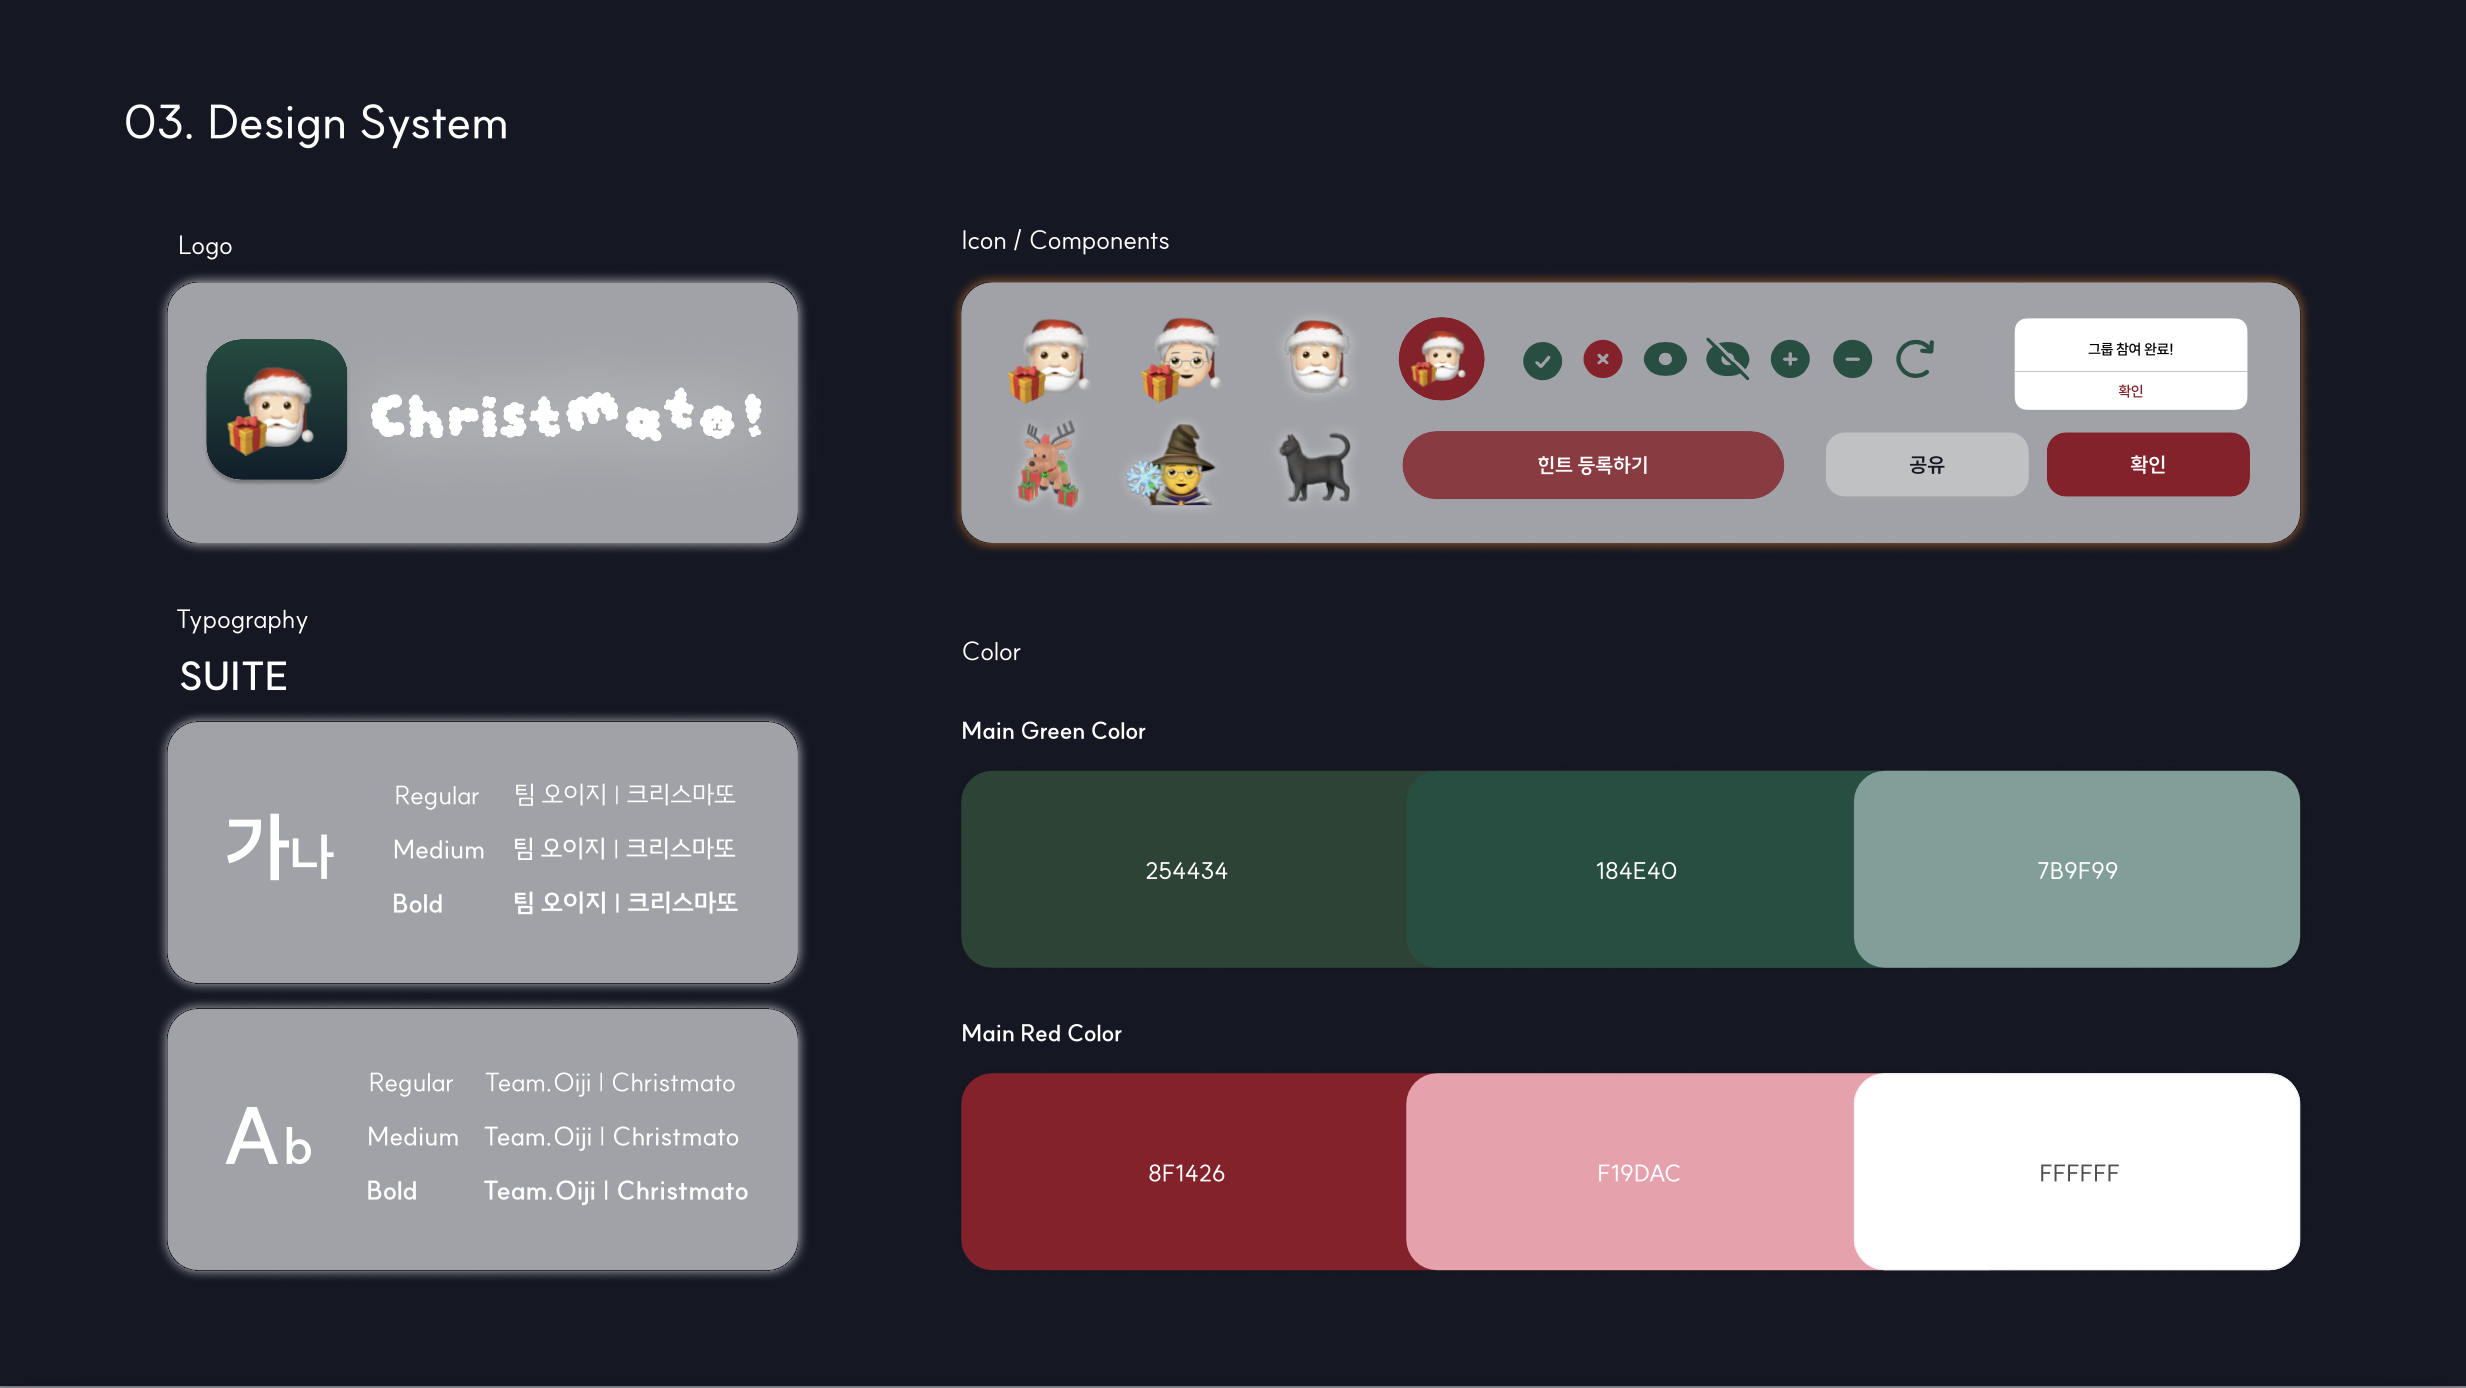 03. Design System
Logo
Christmato!
Icon / Components
그룹 참여 완료!
확인
힌트 등록하기
공유
확인
Typography
SUITE
가나
Regular 팀 오이지 | 크리스마또
Medium 팀 오이지 | 크리스마또
Bold 팀 오이지 | 크리스마또
Ab
Regular Team.Oiji | Christmato
Medium Team.Oiji | Christmato
Bold Team.Oiji | Christmato
Color
Main Green Color
254434
184E40
7B9F99
Main Red Color
8F1426
F19DAC
FFFFFF